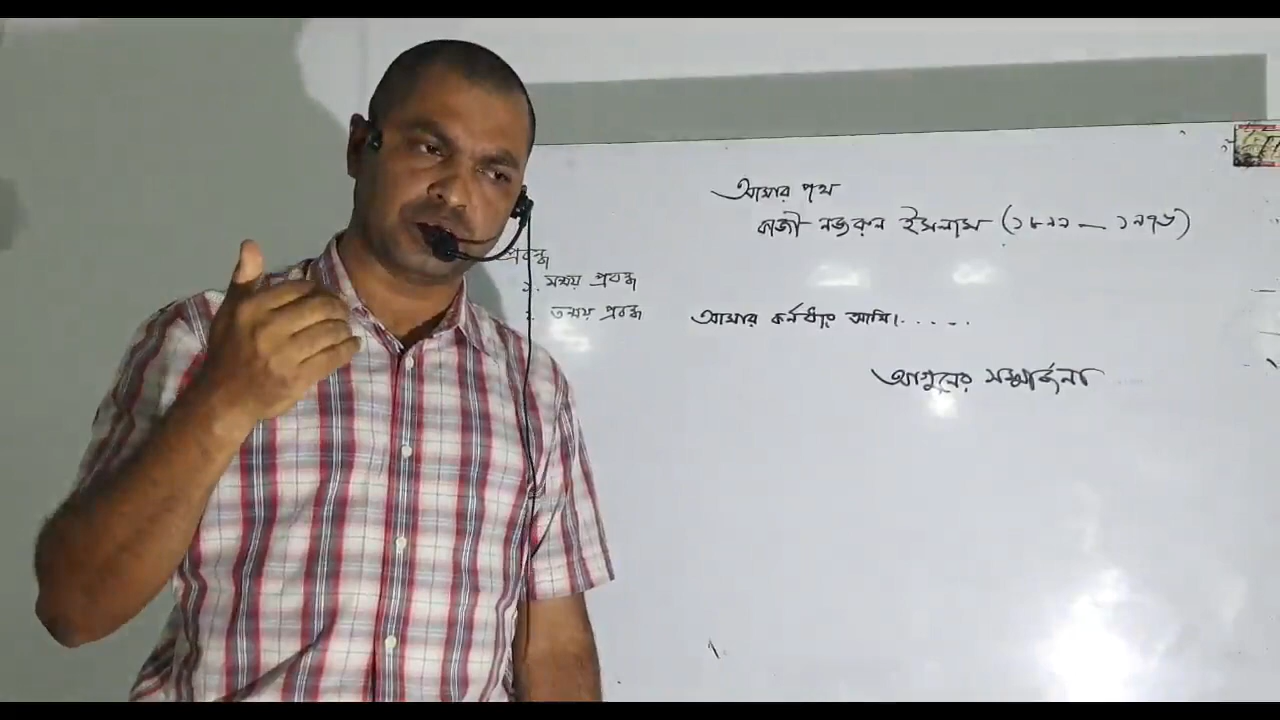 আমার পথ
কাজী নজরুল ইসলাম (১৮৯৯ — ১৯৭৬)
প্রবন্ধ
১. মন্ময় প্রবন্ধ
২. তন্ময় প্রবন্ধ
আমার কর্নধার আমি।.....
আগুনের সম্মার্জনা